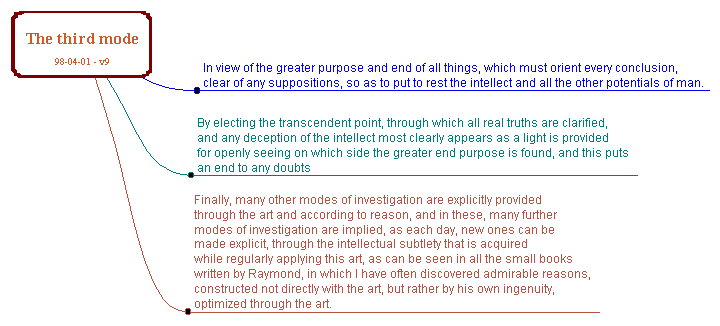 The third mode
98-04-01 - v9
In view of the greater purpose and end of all things, which must orient every conclusion,
clear of any suppositions, so as to put to rest the intellect and all the other potentials of man.
By electing the transcendent point, through which all real truths are clarified,
and any deception of the intellect most clearly appears as a light is provided
for openly seeing on which side the greater end purpose is found, and this puts
an end to any doubts
Finally, many other modes of investigation are explicitly provided
through the art and according to reason, and in these, many further
modes of investigation are implied, as each day, new ones can be
made explicit, through the intellectual subtlety that is acquired
while regularly applying this art, as can be seen in all the small books
written by Raymond, in which I have often discovered admirable reasons,
constructed not directly with the art, but rather by his own ingenuity,
optimized through the art.